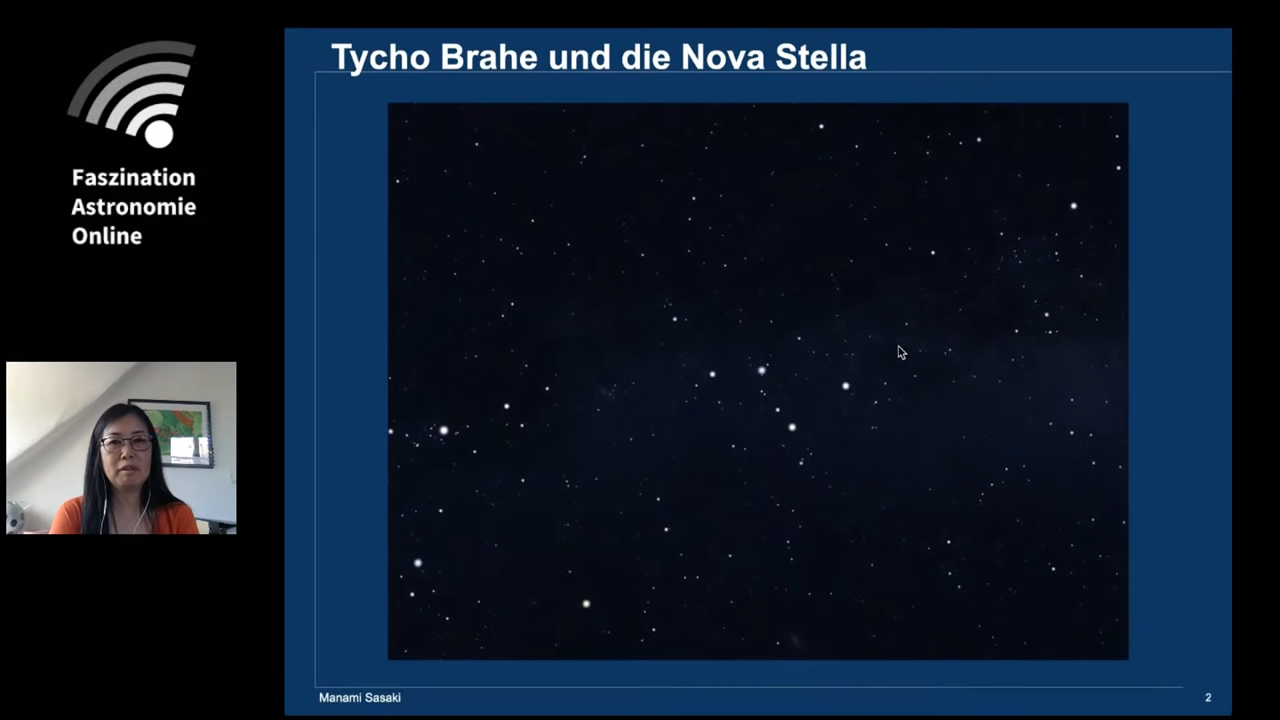 Faszination
Astronomie
Online
Tycho Brahe und die Nova Stella
Manami Sasaki
2